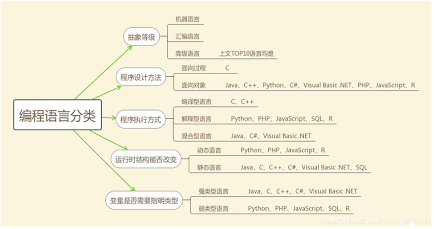 编程语言分类
抽象等级
机器语言
汇编语言
高级语言 上文TOP10语言均是
程序设计方法
面向过程 C
面向对象 Java、C++、Python、C#、Visual Basic .NET、PHP、JavaScript、R
程序执行方式
编译型语言 C、C++
解释型语言 Python、PHP、JavaScript、SQL、R
混合型语言 Java、C#、Visual Basic .NET
运行时结构能否改变
动态语言 Python、PHP、JavaScript、R
静态语言 Java、C、C++、C#、Visual Basic .NET、SQL
变量是否需要指明类型
强类型语言 Java、C、C++、C#、Visual Basic .NET
弱类型语言 Python、PHP、JavaScript、SQL、R